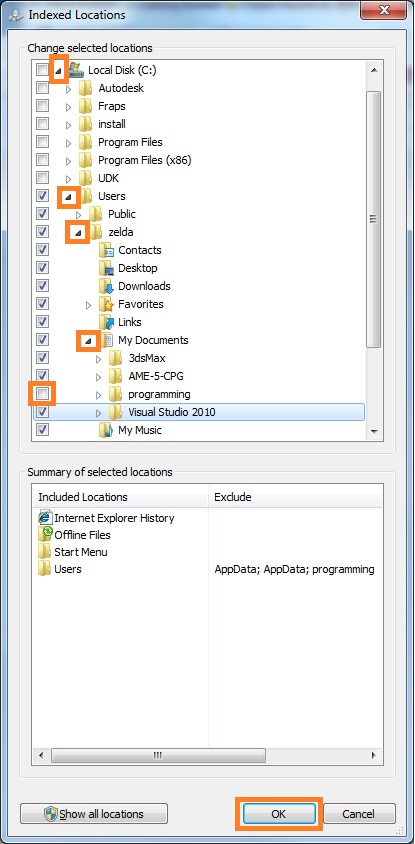 Indexed Locations
Change selected locations
Local Disk (C:)
Autodesk
Fraps
install
Program Files
Program Files (x86)
UDK
Users
Public
zelda
Contacts
Desktop
Downloads
Favorites
Links
My Documents
3dsMax
AME-5-CPG
programming
Visual Studio 2010
My Music
Summary of selected locations
Included Locations Exclude
Internet Explorer History
Offline Files
Start Menu
Users AppData; AppData; programming
Show all locations OK Cancel